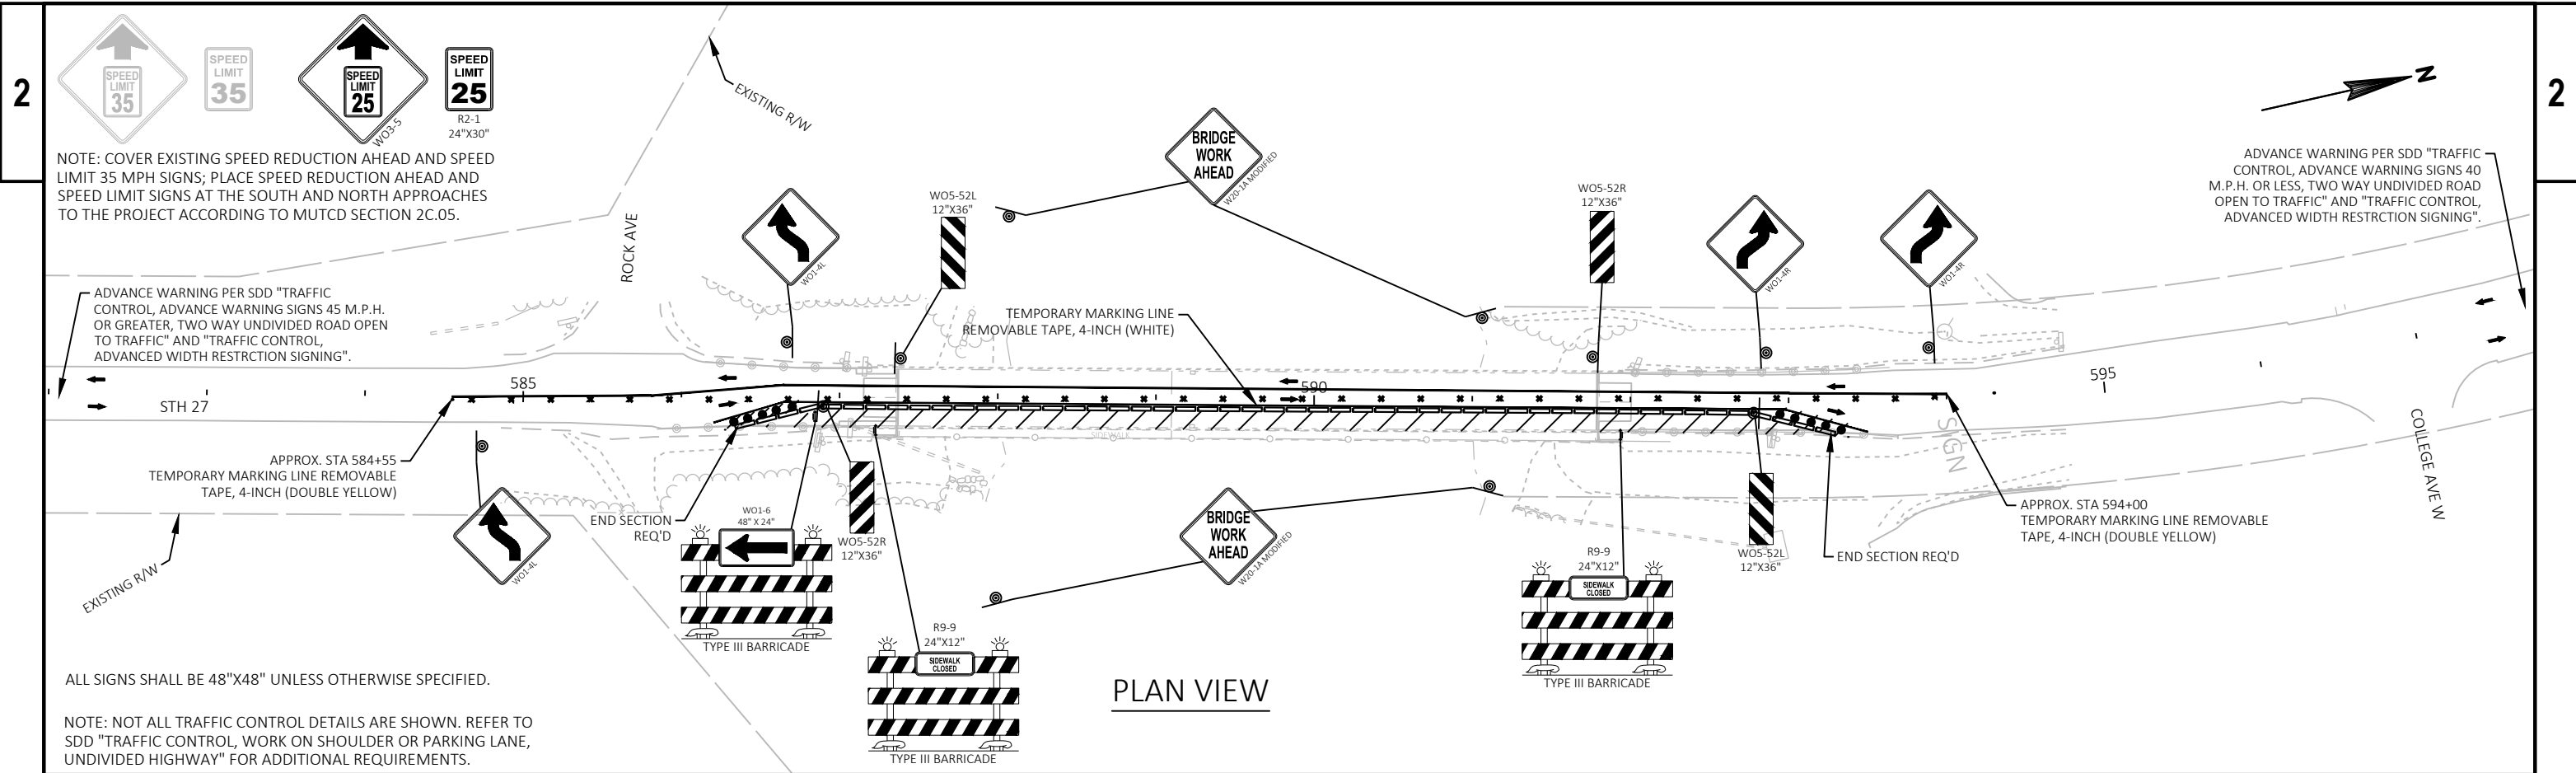 2
2
SPEED
LIMIT
35
SPEED
LIMIT
35
SPEED
LIMIT
25
WO3-5
SPEED
LIMIT
25
R2-1
24"X30"
NOTE: COVER EXISTING SPEED REDUCTION AHEAD AND SPEED
LIMIT 35 MPH SIGNS; PLACE SPEED REDUCTION AHEAD AND
SPEED LIMIT SIGNS AT THE SOUTH AND NORTH APPROACHES
TO THE PROJECT ACCORDING TO MUTCD SECTION 2C.05.
EXISTING R/W
ROCK AVE
BRIDGE
WORK
AHEAD
W20-1A MODIFIED
N
ADVANCE WARNING PER SDD "TRAFFIC
CONTROL, ADVANCE WARNING SIGNS 40
M.P.H. OR LESS, TWO WAY UNDIVIDED ROAD
OPEN TO TRAFFIC" AND "TRAFFIC CONTROL,
ADVANCED WIDTH RESTRCTION SIGNING".
WO1-4L
WO5-52L
12"X36"
WO5-52R
12"X36"
WO1-4R
WO1-4R
ADVANCE WARNING PER SDD "TRAFFIC
CONTROL, ADVANCE WARNING SIGNS 45 M.P.H.
OR GREATER, TWO WAY UNDIVIDED ROAD OPEN
TO TRAFFIC" AND "TRAFFIC CONTROL,
ADVANCED WIDTH RESTRCTION SIGNING".
TEMPORARY MARKING LINE
REMOVABLE TAPE, 4-INCH (WHITE)
585
590
595
STH 27
SIDEWALK
SIGN
COLLEGE AVE W
APPROX. STA 584+55
TEMPORARY MARKING LINE REMOVABLE
TAPE, 4-INCH (DOUBLE YELLOW)
EXISTING R/W
WO1-4L
END SECTION
REQ'D
WO1-6
48" X 24"
TYPE III BARRICADE
WO5-52R
12"X36"
R9-9
24"X12"
SIDEWALK
CLOSED
TYPE III BARRICADE
BRIDGE
WORK
AHEAD
W20-1A MODIFIED
R9-9
24"X12"
SIDEWALK
CLOSED
TYPE III BARRICADE
WO5-52L
12"X36"
END SECTION REQ'D
APPROX. STA 594+00
TEMPORARY MARKING LINE REMOVABLE
TAPE, 4-INCH (DOUBLE YELLOW)
PLAN VIEW
ALL SIGNS SHALL BE 48"X48" UNLESS OTHERWISE SPECIFIED.
NOTE: NOT ALL TRAFFIC CONTROL DETAILS ARE SHOWN. REFER TO
SDD "TRAFFIC CONTROL, WORK ON SHOULDER OR PARKING LANE,
UNDIVIDED HIGHWAY" FOR ADDITIONAL REQUIREMENTS.